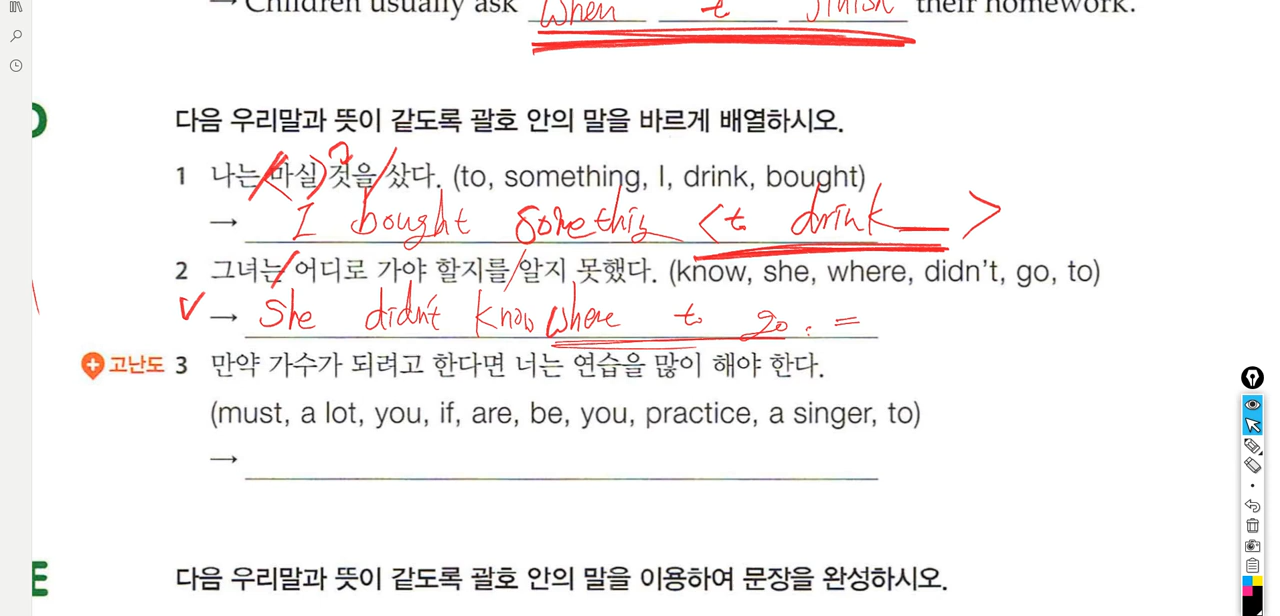 → Children usually ask when t finish their homework.
다음 우리말과 뜻이 같도록 괄호 안의 말을 바르게 배열하시오.
1 나는 마실 것을 샀다. (to, something, I, drink, bought)
→ I bought somethig <to drink>
2 그녀는 어디로 가야 할지를 알지 못했다. (know, she, where, didn't, go, to)
→ She didn't know where to go. =
고난도 3 만약 가수가 되려고 한다면 너는 연습을 많이 해야 한다.
(must, a lot, you, if, are, be, you, practice, a singer, to)
→
E 다음 우리말과 뜻이 같도록 괄호 안의 말을 이용하여 문장을 완성하시오.